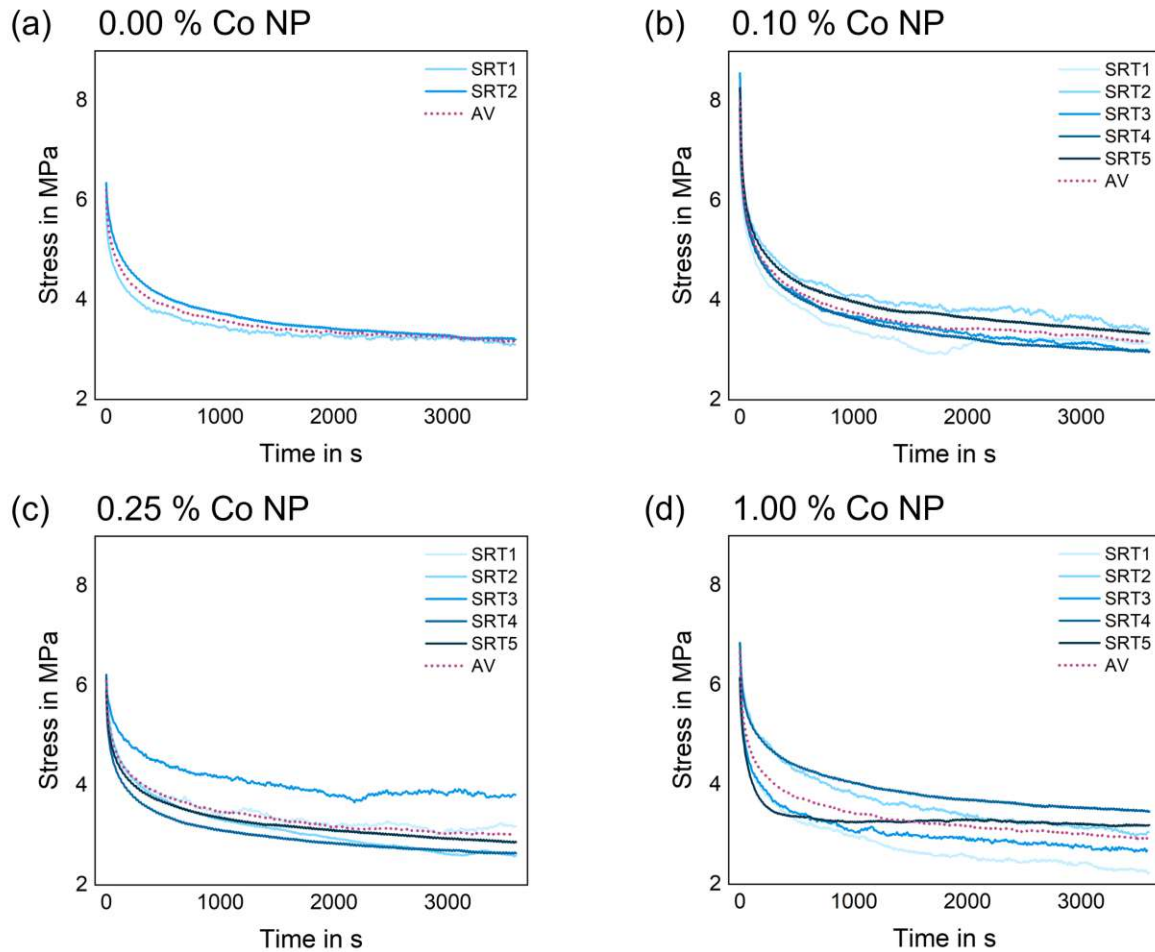 (a) 0.00 % Co NP
SRT1
SRT2
AV
8
6
4
2
Stress in MPa
0 1000 2000 3000
Time in s
(b) 0.10 % Co NP
SRT1
SRT2
SRT3
SRT4
SRT5
AV
8
6
4
2
Stress in MPa
0 1000 2000 3000
Time in s
(c) 0.25 % Co NP
SRT1
SRT2
SRT3
SRT4
SRT5
AV
8
6
4
2
Stress in MPa
0 1000 2000 3000
Time in s
(d) 1.00 % Co NP
SRT1
SRT2
SRT3
SRT4
SRT5
AV
8
6
4
2
Stress in MPa
0 1000 2000 3000
Time in s